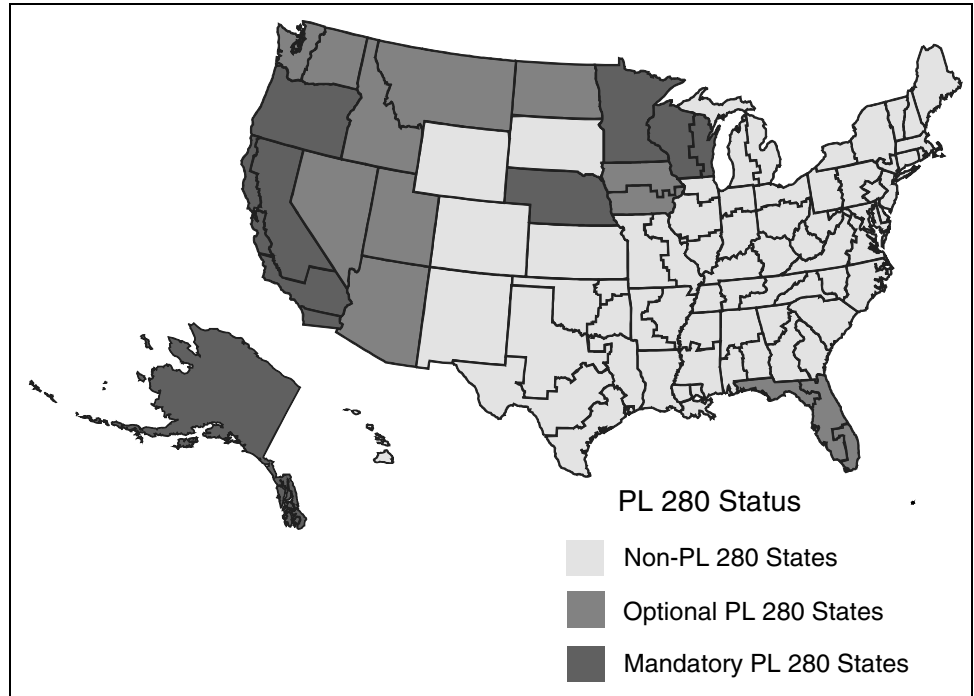 PL 280 Status
Non-PL 280 States
Optional PL 280 States
Mandatory PL 280 States